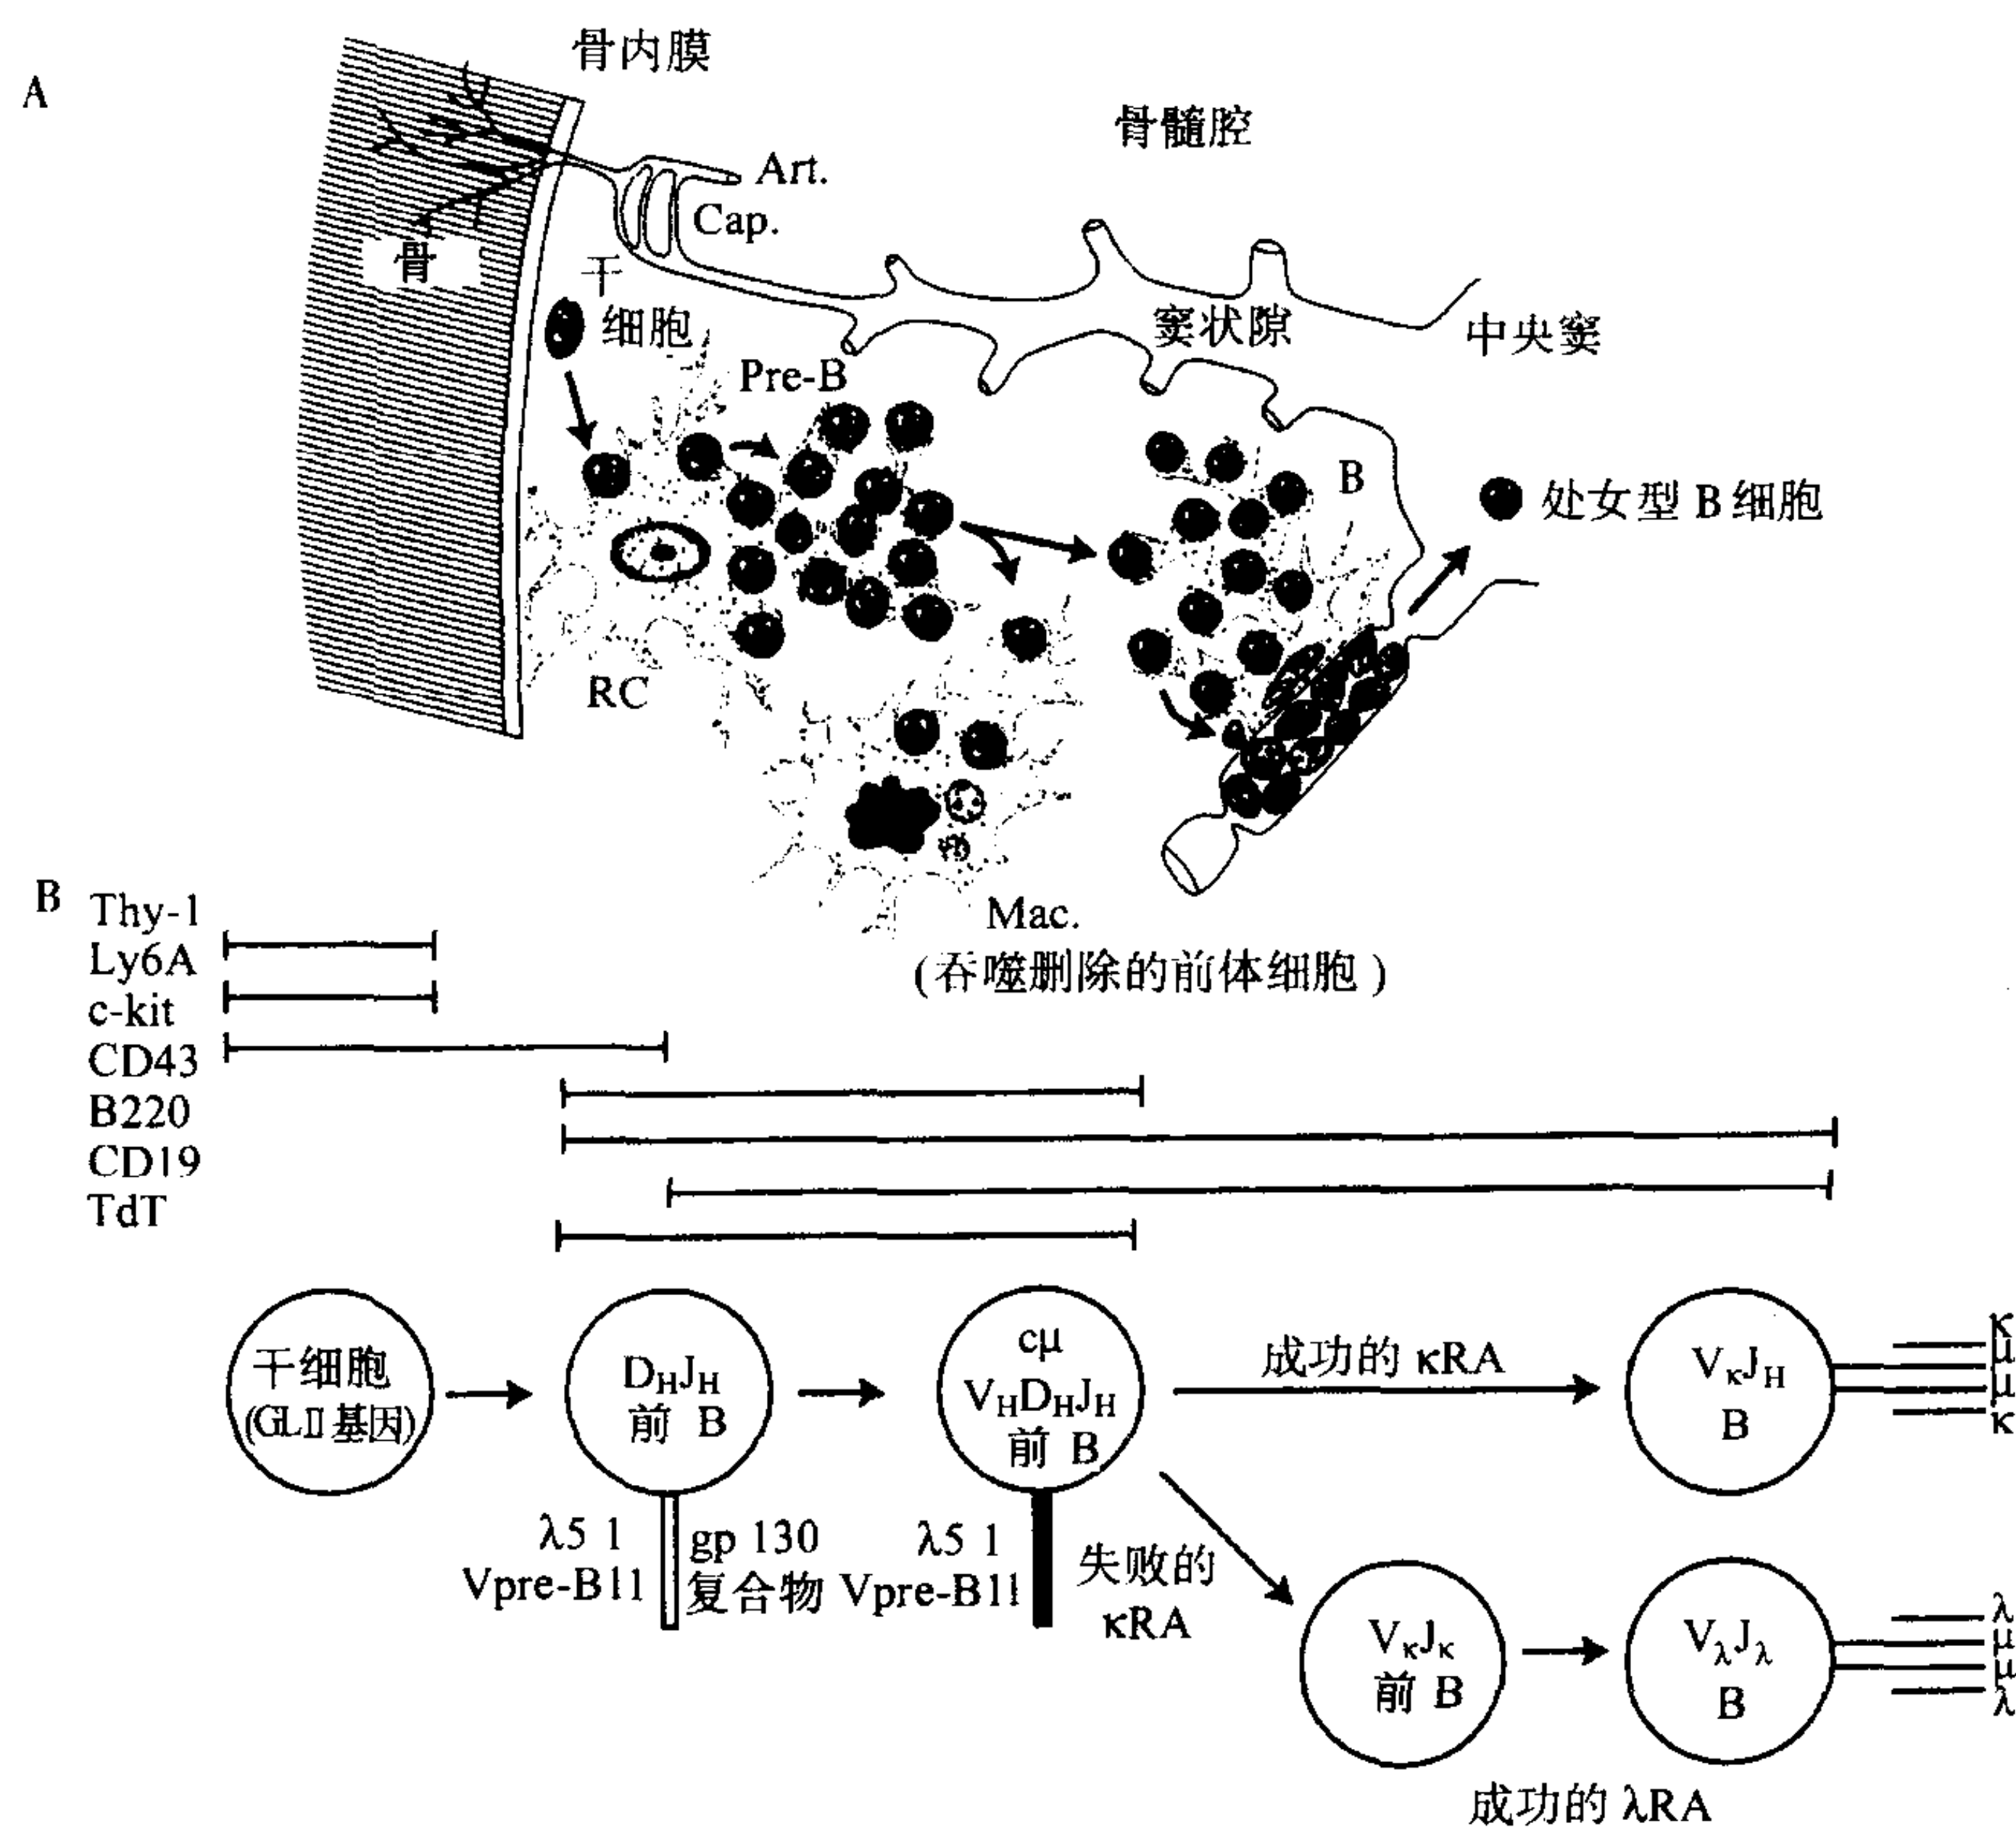 A
骨内膜
骨髓腔
Art.
Cap.
骨
干
细胞
窦状隙
中央窦
Pre-B
B
处女型 B 细胞
RC
Mac.
(吞噬删除的前体细胞)
B
Thy-1
Ly6A
c-kit
CD43
B220
CD19
TdT
干细胞
(GLⅡ基因)
DHJH
前 B
cμ
VHDHJH
前 B
成功的 κRA
VκJH
B
κ
μ
μ
κ
λ5 1
Vpre-B11
gp 130
复合物
λ5 1
Vpre-B11
失败的
κRA
VκJκ
前 B
VλJλ
B
λ
μ
μ
λ
成功的 λRA